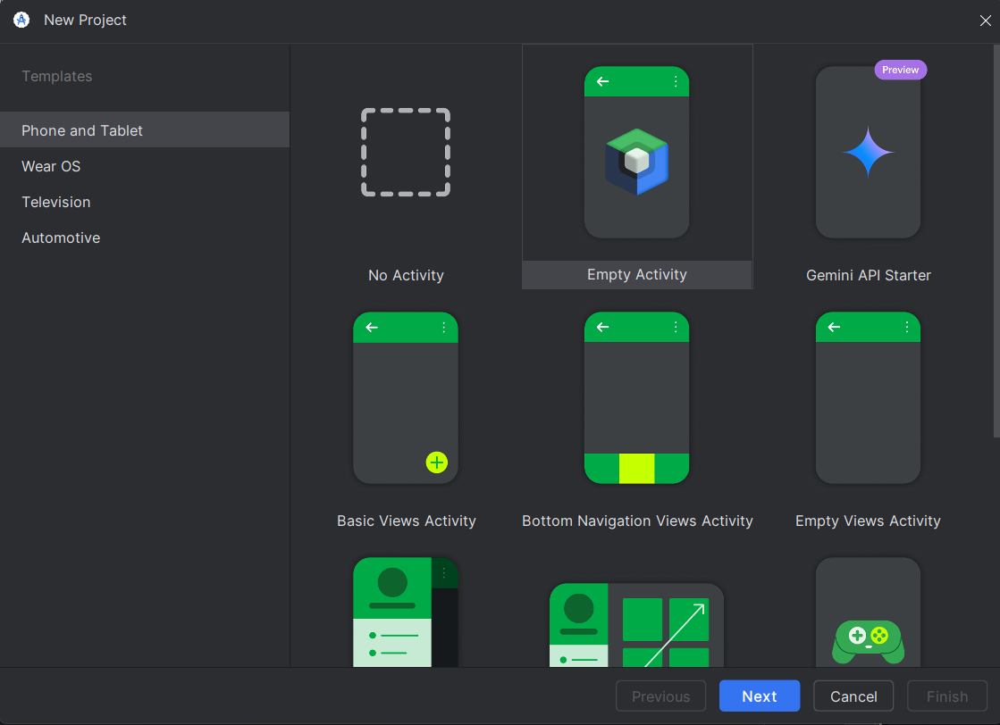 New Project
Templates
Phone and Tablet
Wear OS
Television
Automotive
Preview
No Activity
Empty Activity
Gemini API Starter
Basic Views Activity
Bottom Navigation Views Activity
Empty Views Activity
Previous
Next
Cancel
Finish